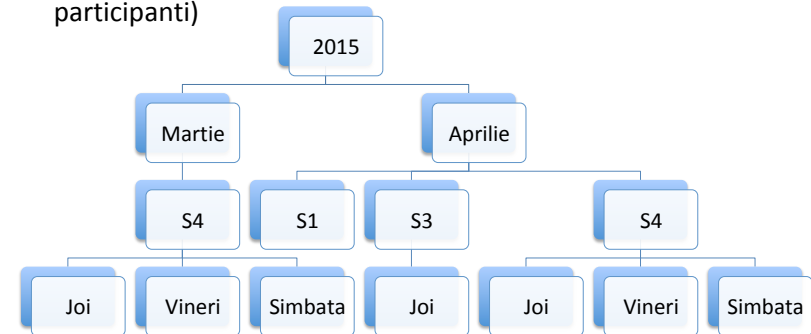 participanti)
2015
Martie
Aprilie
S4
S1
S3
S4
Joi
Vineri
Simbata
Joi
Joi
Vineri
Simbata